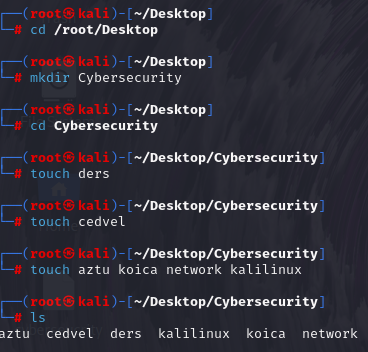 ┌──(root㉿kali)-[~/Desktop]
└─# cd /root/Desktop
┌──(root㉿kali)-[~/Desktop]
└─# mkdir Cybersecurity
┌──(root㉿kali)-[~/Desktop]
└─# cd Cybersecurity
┌──(root㉿kali)-[~/Desktop/Cybersecurity]
└─# touch ders
┌──(root㉿kali)-[~/Desktop/Cybersecurity]
└─# touch cedvel
┌──(root㉿kali)-[~/Desktop/Cybersecurity]
└─# touch aztu koica network kalilinux
┌──(root㉿kali)-[~/Desktop/Cybersecurity]
└─# ls
aztu  cedvel  ders  kalilinux  koica  network